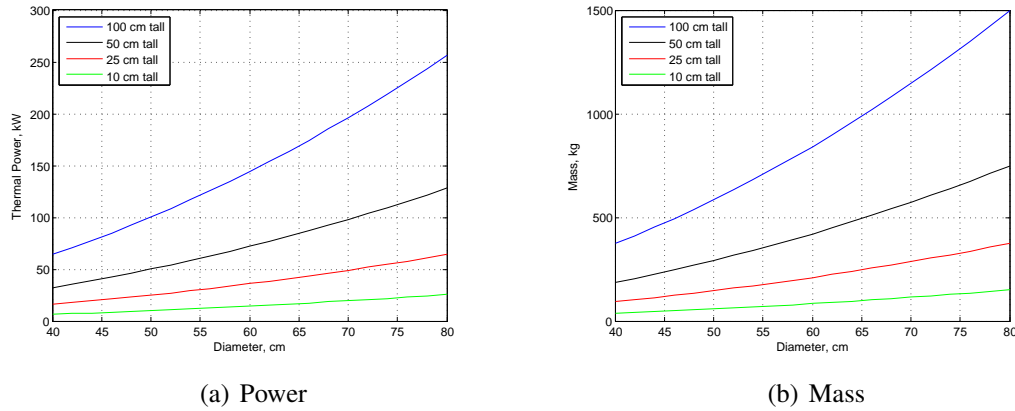 300
250
200
150
100
50
0
Thermal Power, kW
100 cm tall
50 cm tall
25 cm tall
10 cm tall
40 45 50 55 60 65 70 75 80
Diameter, cm
(a) Power
1500
1000
500
0
Mass, kg
100 cm tall
50 cm tall
25 cm tall
10 cm tall
40 45 50 55 60 65 70 75 80
Diameter, cm
(b) Mass